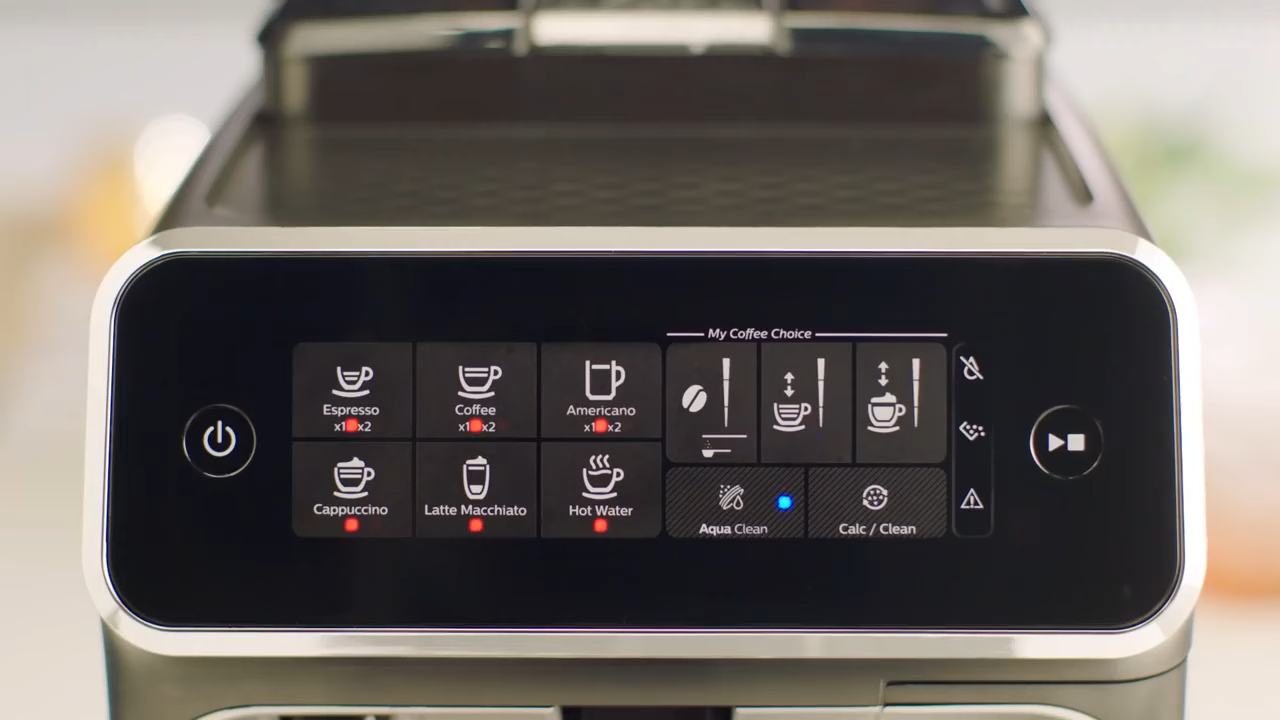 My Coffee Choice
Espresso
x1 x2
Coffee
x1 x2
Americano
x1 x2
Cappuccino
Latte Macchiato
Hot Water
Aqua Clean
Calc / Clean